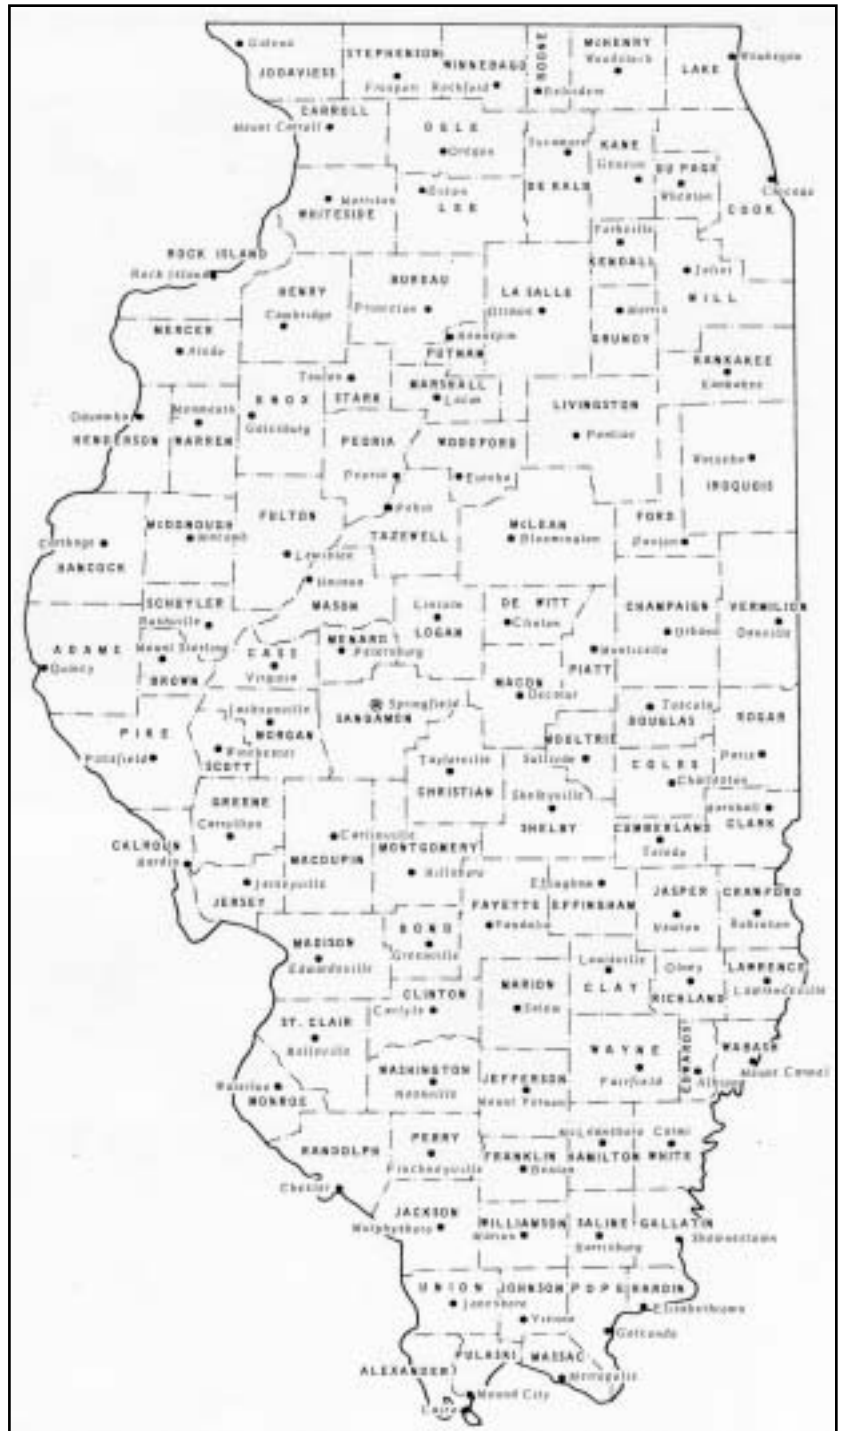 Galena
JODAVIESS
STEPHENSON
Freeport
WINNEBAGO
Rockford
BOONE
Belvidere
McHENRY
Woodstock
LAKE
Waukegan
CARROLL
Mount Carroll
OGLE
Oregon
Sycamore
DE KALB
KANE
Geneva
DU PAGE
Wheaton
Chicago
COOK
Morrison
WHITESIDE
Dixon
LEE
Yorkville
KENDALL
ROCK ISLAND
Rock Island
HENRY
Cambridge
BUREAU
Princeton
LA SALLE
Ottawa
Joliet
WILL
Morris
GRUNDY
MERCER
Aledo
Hennepin
PUTNAM
KANKAKEE
Kankakee
Toulon
STARK
MARSHALL
Lacon
KNOX
Galesburg
Monmouth
WARREN
HENDERSON
LIVINGSTON
Pontiac
PEORIA
Peoria
WOODFORD
Eureka
Watseka
IROQUOIS
Pekin
TAZEWELL
McLEAN
Bloomington
FORD
Paxton
Carthage
HANCOCK
McDONOUGH
Macomb
FULTON
Lewiston
MASON
SCHUYLER
Rushville
Lincoln
LOGAN
DE WITT
Clinton
CHAMPAIGN
Urbana
VERMILION
Danville
ADAMS
Quincy
Mount Sterling
BROWN
CASS
Virginia
MENARD
Petersburg
Monticello
PIATT
MACON
Decatur
Springfield
SANGAMON
Tuscola
DOUGLAS
EDGAR
Paris
PIKE
Pittsfield
Jacksonville
MORGAN
Winchester
SCOTT
MOULTRIE
Sullivan
COLES
Charleston
Taylorville
CHRISTIAN
Shelbyville
SHELBY
Marshall
CLARK
GREENE
Carrollton
Carlinville
MACOUPIN
MONTGOMERY
Hillsboro
CUMBERLAND
Toledo
CALHOUN
Hardin
Jerseyville
JERSEY
Effingham
EFFINGHAM
FAYETTE
Vandalia
JASPER
Newton
CRAWFORD
Robinson
MADISON
Edwardsville
BOND
Greenville
Louisville
CLAY
Olney
RICHLAND
LAWRENCE
Lawrenceville
MARION
Salem
CLINTON
Carlyle
ST. CLAIR
Belleville
WAYNE
Fairfield
EDWARDS
Albion
WABASH
Mount Carmel
WASHINGTON
Nashville
JEFFERSON
Mount Vernon
Waterloo
MONROE
RANDOLPH
Chester
PERRY
Pinckneyville
McLeansboro
HAMILTON
Carmi
WHITE
FRANKLIN
Benton
JACKSON
Murphysboro
WILLIAMSON
Marion
SALINE
Harrisburg
GALLATIN
Shawneetown
UNION
Jonesboro
JOHNSON
Vienna
POPE
HARDIN
Elizabethtown
Golconda
PULASKI
MASSAC
Metropolis
ALEXANDER
Mound City
Cairo